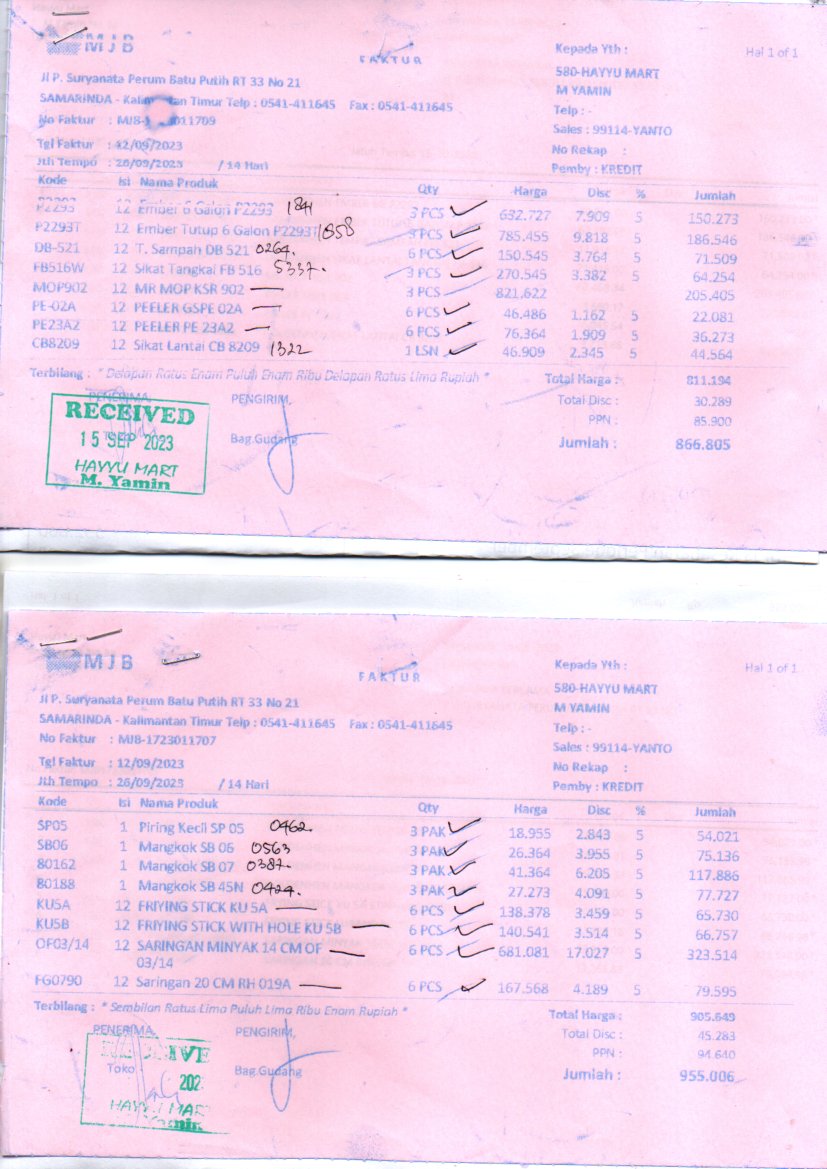 MJB
FAKTUR
Kepada Yth :
Hal 1 of 1
580-HAYYU MART
M YAMIN
Telp : -
Sales : 99114-YANTO
No Rekap :
Pemby : KREDIT
Jl P. Suryanata Perum Batu Putih RT 33 No 21
SAMARINDA - Kalimantan Timur Telp : 0541-411645 Fax : 0541-411645
No Faktur : MJ8-1 3011709
Tgl Faktur : 12/09/2023
Jth Tempo : 26/09/2023 / 14 Hari
Kode Isi Nama Produk Qty Harga Disc % Jumlah
P2293 12 Ember 6 Galon P2293 1841 3 PCS 632.727 7.909 5 150.273
P2293T 12 Ember Tutup 6 Galon P2293T 1858 3 PCS 785.455 9.818 5 186.546
DB-521 12 T. Sampah DB 521 0264. 6 PCS 150.545 3.764 5 71.509
FB516W 12 Sikat Tangkai FB 516 5337. 3 PCS 270.545 3.382 5 64.254
MOP902 12 MR MOP KSR 902 — 3 PCS 821,622 205.405
PE-02A 12 PEELER GSPE 02A — 6 PCS 46.486 1.162 5 22.081
PE23A2 12 PEELER PE 23A2 — 6 PCS 76.364 1.909 5 36.273
CB8209 12 Sikat Lantai CB 8209 1322 1 LSN 46.909 2.345 5 44.564
Terbilang : * Delapan Ratus Enam Puluh Enam Ribu Delapan Ratus Lima Rupiah *
Total Harga : 811.194
Total Disc : 30.289
PPN : 85.900
Jumlah : 866.805
PENERIMA,
PENGIRIM,
Bag.Gudang
RECEIVED
15 SEP 2023
HAYYU MART
M. Yamin
MJB
FAKTUR
Kepada Yth :
Hal 1 of 1
580-HAYYU MART
M YAMIN
Telp : -
Sales : 99114-YANTO
No Rekap :
Pemby : KREDIT
Jl P. Suryanata Perum Batu Putih RT 33 No 21
SAMARINDA - Kalimantan Timur Telp : 0541-411645 Fax : 0541-411645
No Faktur : MJ8-1723011707
Tgl Faktur : 12/09/2023
Jth Tempo : 26/09/2023 / 14 Hari
Kode Isi Nama Produk Qty Harga Disc % Jumlah
SP05 1 Piring Kecil SP 05 0462. 3 PAK 18.955 2.843 5 54.021
SB06 1 Mangkok SB 06 0563 3 PAK 26.364 3.955 5 75.136
80162 1 Mangkok SB 07 0387. 3 PAK 41.364 6.205 5 117.886
80188 1 Mangkok SB 45N 0424. 3 PAK 27.273 4.091 5 77.727
KU5A 12 FRIYING STICK KU 5A — 6 PCS 138.378 3.459 5 65.730
KU5B 12 FRIYING STICK WITH HOLE KU 5B — 6 PCS 140.541 3.514 5 66.757
OF03/14 12 SARINGAN MINYAK 14 CM OF — 6 PCS 681.081 17.027 5 323.514
03/14
FG0790 12 Saringan 20 CM RH 019A — 6 PCS 167.568 4.189 5 79.595
Terbilang : * Sembilan Ratus Lima Puluh Lima Ribu Enam Rupiah *
Total Harga : 905.649
Total Disc : 45.283
PPN : 94.640
Jumlah : 955.006
PENERIMA,
PENGIRIM,
Toko
Bag.Gudang
HAYYU MAR